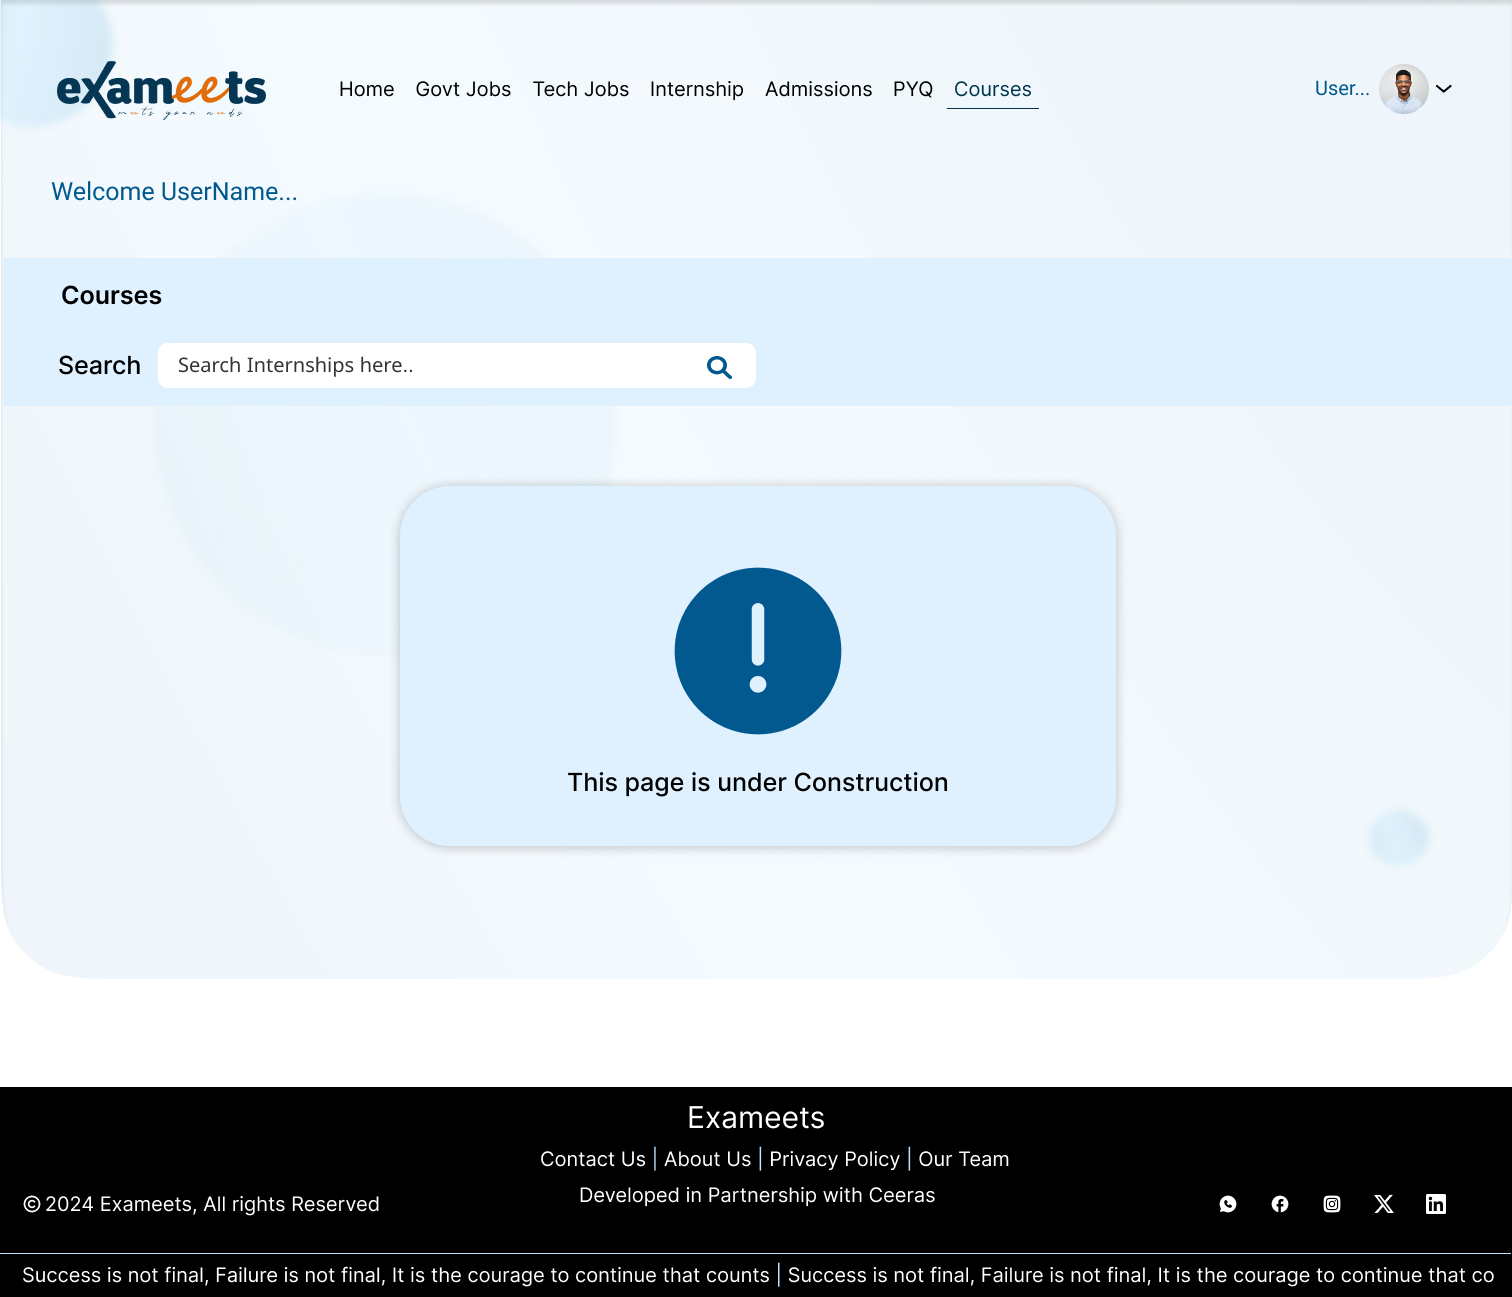 exameets
meets your needs
Home Govt Jobs Tech Jobs Internship Admissions PYQ Courses User...
Welcome UserName...
Courses
Search Search Internships here..
This page is under Construction
Exameets
Contact Us | About Us | Privacy Policy | Our Team
Developed in Partnership with Ceeras
© 2024 Exameets, All rights Reserved
Success is not final, Failure is not final, It is the courage to continue that counts | Success is not final, Failure is not final, It is the courage to continue that co